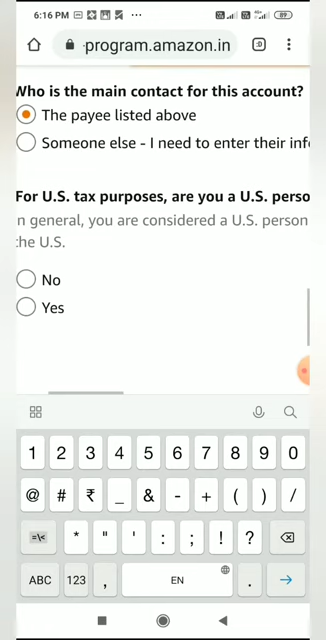 6:16 PM
89
-program.amazon.in
:D
Who is the main contact for this account?
The payee listed above
Someone else - I need to enter their info
For U.S. tax purposes, are you a U.S. perso
n general, you are considered a U.S. person
the U.S.
No
Yes
1 2 3 4 5 6 7 8 9 0
@ # ₹ _ & - + ( ) /
=\< * " ' : ; ! ?
ABC 123 , EN .